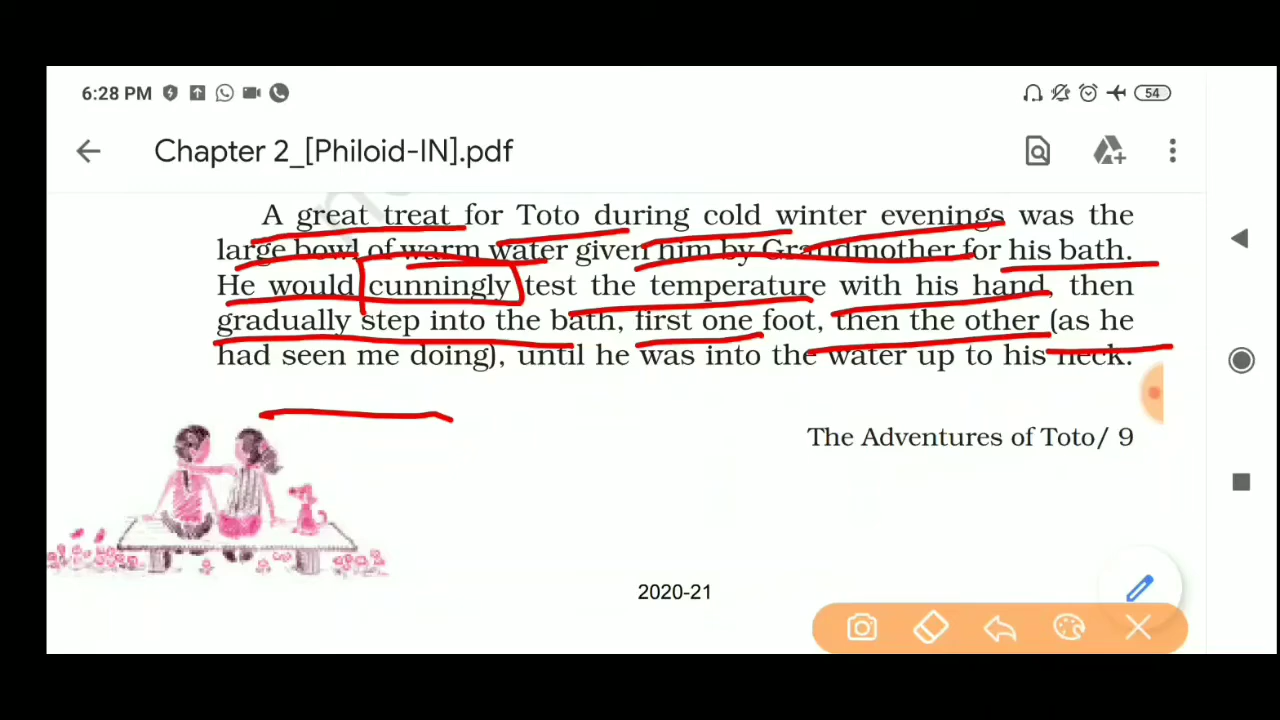 6:28 PM 54
Chapter 2_[Philoid-IN].pdf
A great treat for Toto during cold winter evenings was the
large bowl of warm water given him by Grandmother for his bath.
He would cunningly test the temperature with his hand, then
gradually step into the bath, first one foot, then the other (as he
had seen me doing), until he was into the water up to his neck.
The Adventures of Toto/ 9
2020-21